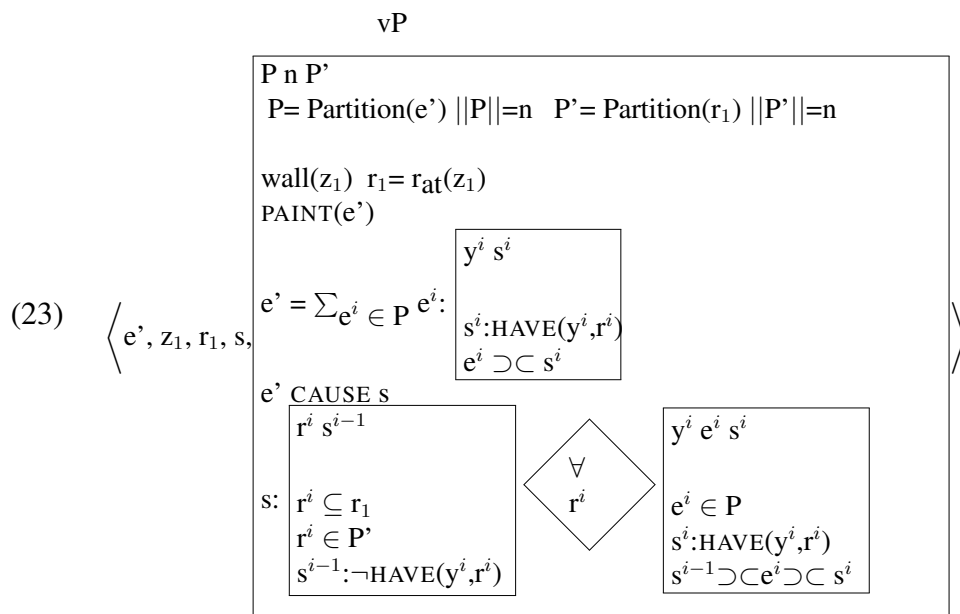 vP
P n P'
P= Partition(e') ||P||=n P'= Partition(r₁) ||P'||=n
wall(z₁) r₁= r_at(z₁)
PAINT(e')
yⁱ sⁱ
(23) ⟨ e', z₁, r₁, s, e' = ∑_eⁱ ∈ P eⁱ: ⟩
sⁱ:HAVE(yⁱ,rⁱ)
eⁱ ⊃⊂ sⁱ
e' CAUSE s
rⁱ sⁱ⁻¹
∀
yⁱ eⁱ sⁱ
s: rⁱ ⊆ r₁
rⁱ
eⁱ ∈ P
rⁱ ∈ P'
sⁱ:HAVE(yⁱ,rⁱ)
sⁱ⁻¹:¬HAVE(yⁱ,rⁱ)
sⁱ⁻¹⊃⊂eⁱ⊃⊂ sⁱ